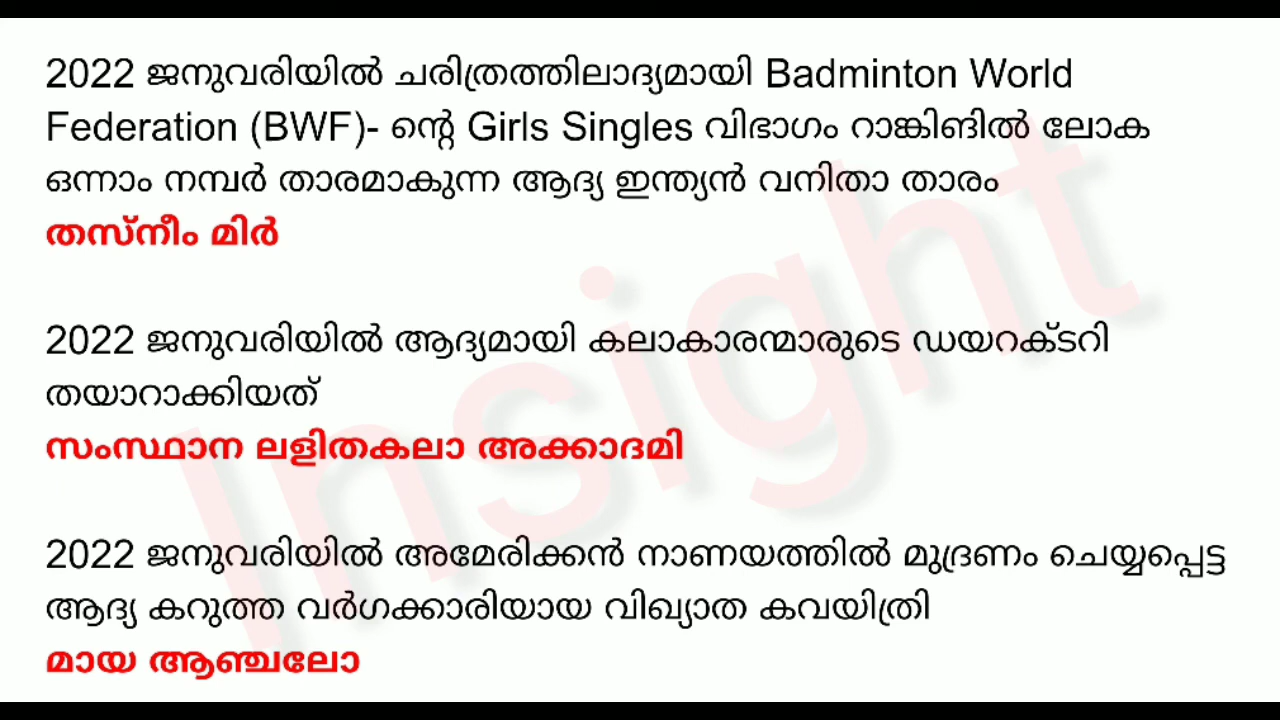 2022 ജനുവരിയിൽ ചരിത്രത്തിലാദ്യമായി Badminton World
Federation (BWF)- ന്റെ Girls Singles വിഭാഗം റാങ്കിങിൽ ലോക
ഒന്നാം നമ്പർ താരമാകുന്ന ആദ്യ ഇന്ത്യൻ വനിതാ താരം
തസ്നീം മിർ
2022 ജനുവരിയിൽ ആദ്യമായി കലാകാരന്മാരുടെ ഡയറക്ടറി
തയാറാക്കിയത്
സംസ്ഥാന ലളിതകലാ അക്കാദമി
2022 ജനുവരിയിൽ അമേരിക്കൻ നാണയത്തിൽ മുദ്രണം ചെയ്യപ്പെട്ട
ആദ്യ കറുത്ത വർഗക്കാരിയായ വിഖ്യാത കവയിത്രി
മായ ആഞ്ചലോ
Insight